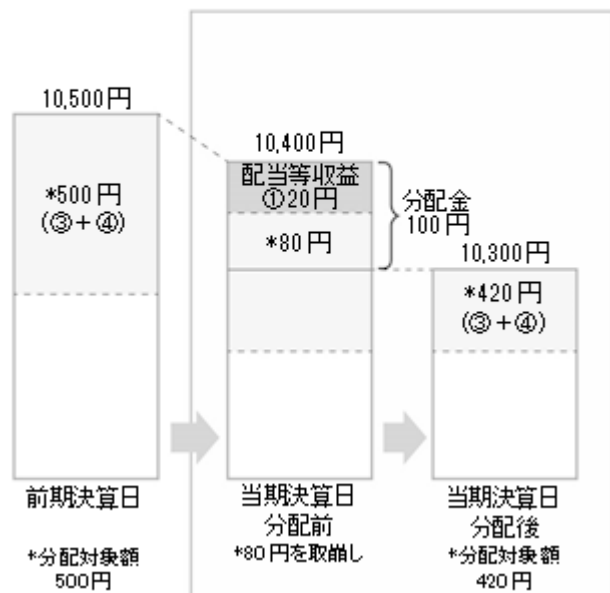 10,500円
*500円
(③+④)
前期決算日
*分配対象額
500円
10,400円
配当等収益
①20円
*80円
分配金
100円
当期決算日
分配前
*80円を取崩し
10,300円
*420円
(③+④)
当期決算日
分配後
*分配対象額
420円